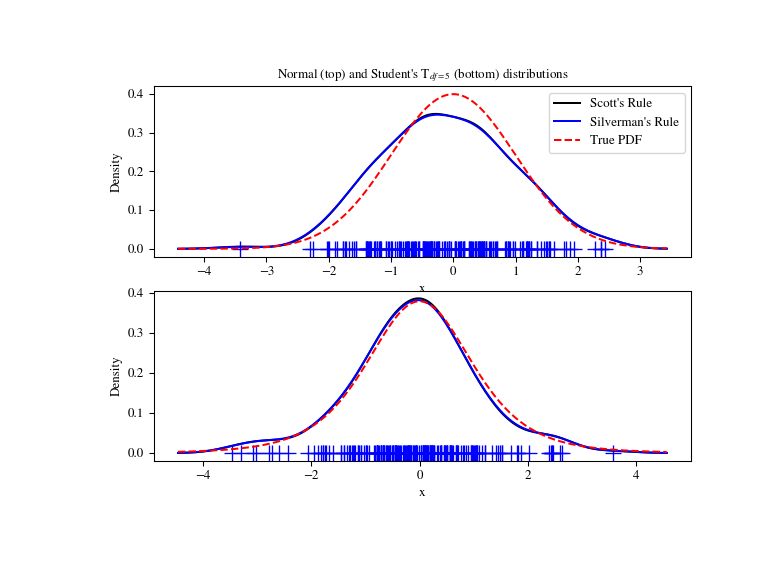 Normal (top) and Student's T$_{df=5}$ (bottom) distributions
0.4
0.3
0.2
0.1
0.0
Density
Scott's Rule
Silverman's Rule
True PDF
−4 −3 −2 −1 0 1 2 3
x
0.4
0.3
0.2
0.1
0.0
Density
−4 −2 0 2 4
x